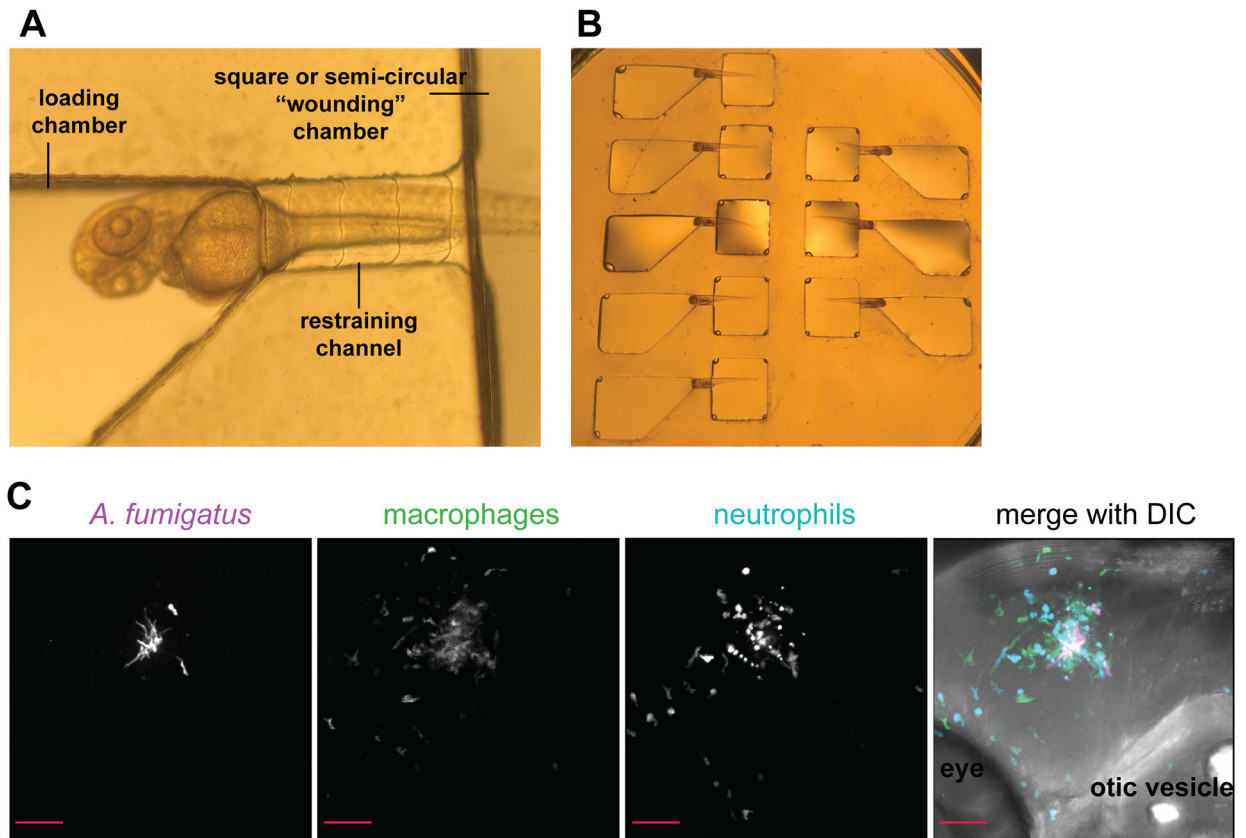 A
B
square or semi-circular
“wounding”
chamber
loading
chamber
restraining
channel
C
A. fumigatus
macrophages
neutrophils
merge with DIC
eye
otic vesicle